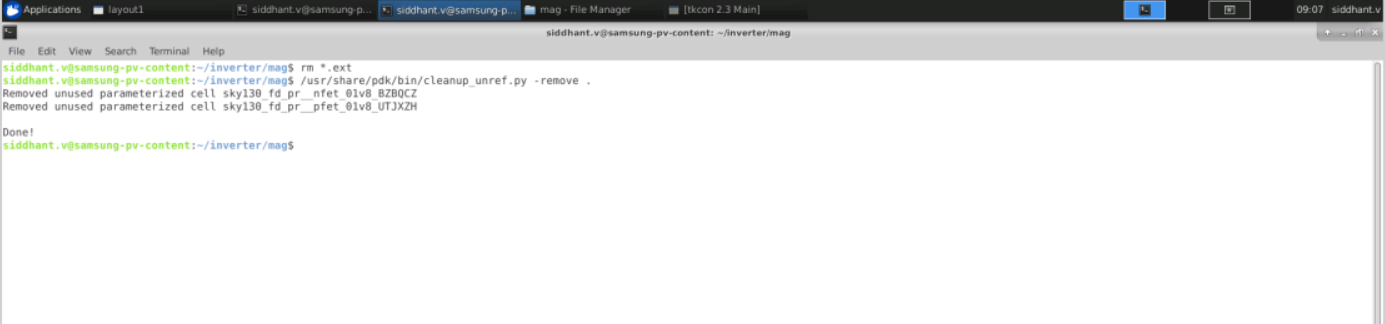 Applications layout1 siddhant.v@samsung-p... siddhant.v@samsung-p... mag - File Manager [tkcon 2.3 Main] 09:07 siddhant.v
siddhant.v@samsung-pv-content: ~/inverter/mag
File Edit View Search Terminal Help
siddhant.v@samsung-pv-content:~/inverter/mag$ rm *.ext
siddhant.v@samsung-pv-content:~/inverter/mag$ /usr/share/pdk/bin/cleanup_unref.py -remove .
Removed unused parameterized cell sky130_fd_pr__nfet_01v8_BZBQCZ
Removed unused parameterized cell sky130_fd_pr__pfet_01v8_UTJXZH
Done!
siddhant.v@samsung-pv-content:~/inverter/mag$